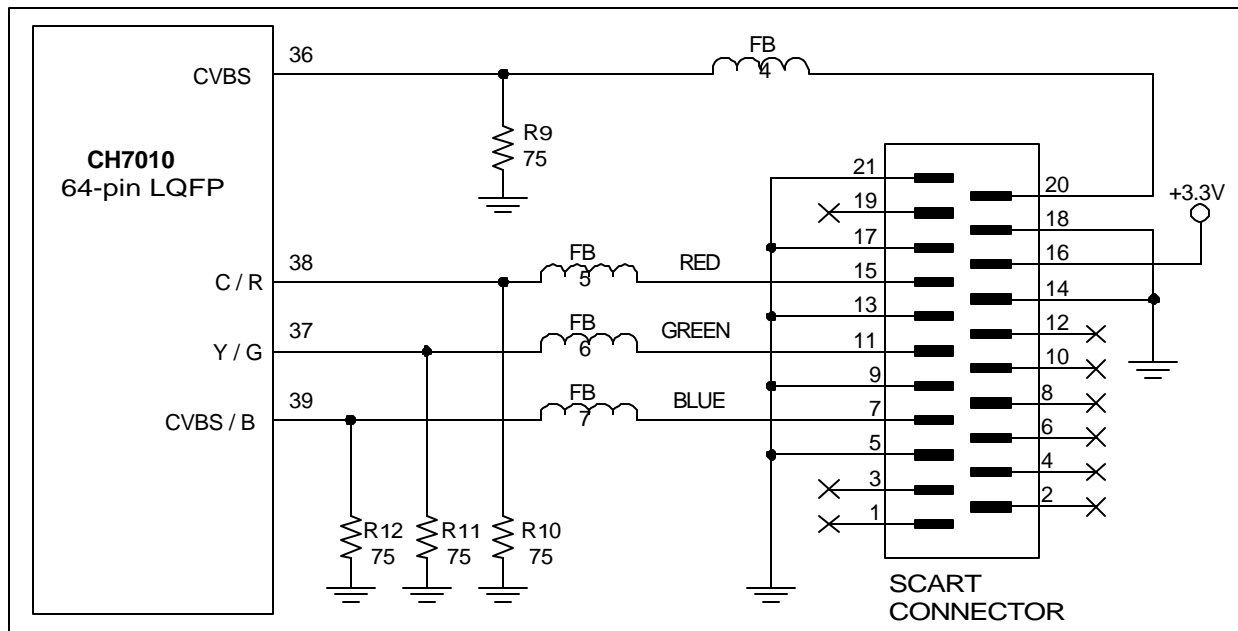 36
FB
4
CVBS
R9
75
CH7010
64-pin LQFP
21
20
+3.3V
19
18
17
16
38
FB
5
RED
15
C / R
14
13
37
FB
6
GREEN
12
Y / G
11
10
9
39
FB
7
BLUE
8
CVBS / B
7
6
5
4
3
2
1
R12
75
R11
75
R10
75
SCART
CONNECTOR